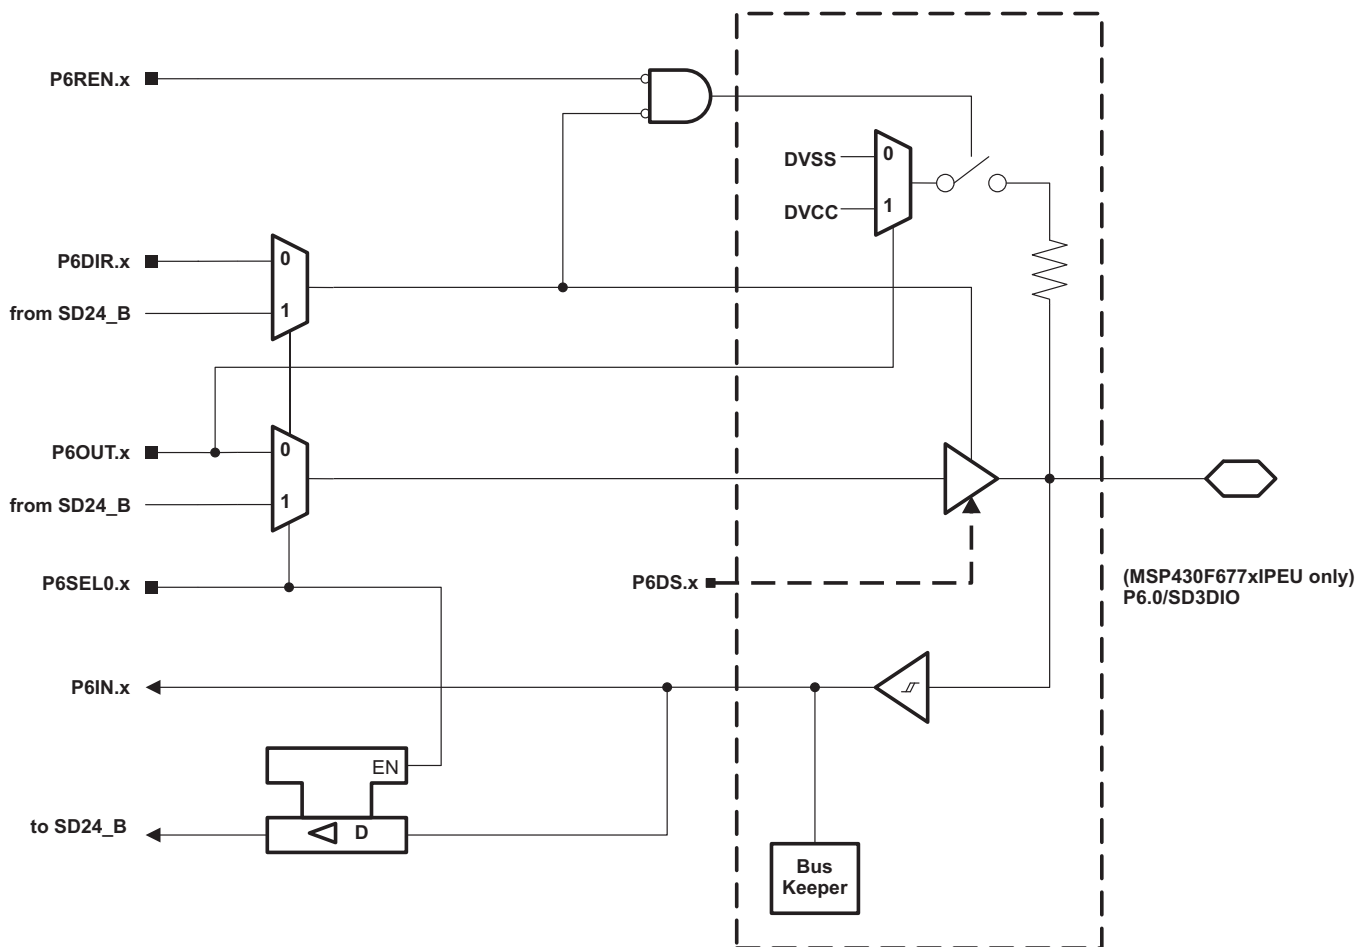 P6REN.x
DVSS
0
DVCC
1
P6DIR.x
0
from SD24_B
1
P6OUT.x
0
from SD24_B
1
P6SEL0.x
P6DS.x
(MSP430F677xIPEU only)
P6.0/SD3DIO
P6IN.x
EN
to SD24_B
D
Bus
Keeper